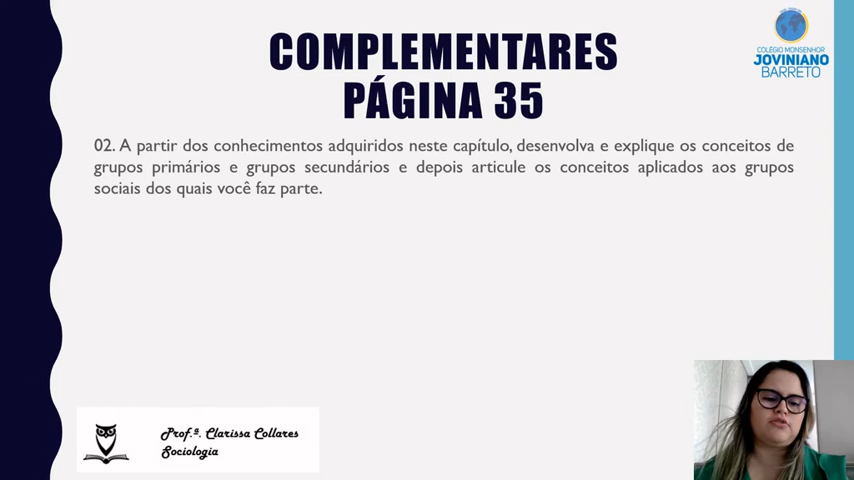 COMPLEMENTARES
PÁGINA 35
COLÉGIO MONSENHOR
JOVINIANO
BARRETO
02. A partir dos conhecimentos adquiridos neste capítulo, desenvolva e explique os conceitos de
grupos primários e grupos secundários e depois articule os conceitos aplicados aos grupos
sociais dos quais você faz parte.
Prof.ª. Clarissa Collares
Sociologia